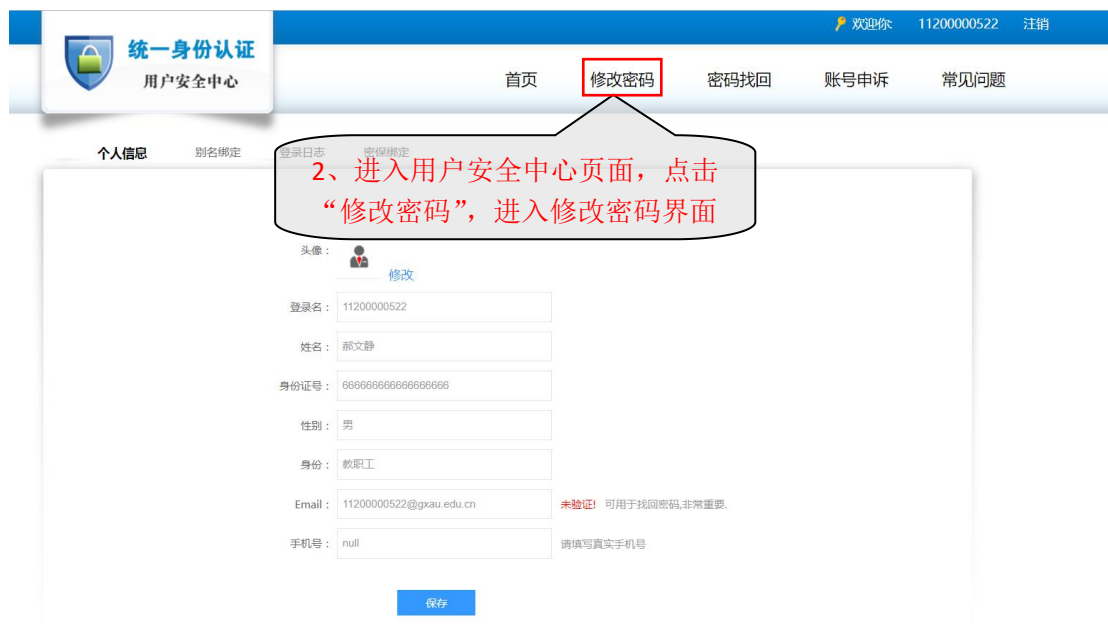 欢迎你: 11200000522 注销
统一身份认证
用户安全中心
首页 修改密码 密码找回 账号申诉 常见问题
个人信息 别名绑定 登录日志 密保绑定
2、进入用户安全中心页面，点击
“修改密码”，进入修改密码界面
头像：
修改
登录名： 11200000522
姓名： 郝文静
身份证号： 666666666666666666
性别： 男
身份： 教职工
Email： 11200000522@gxau.edu.cn 未验证! 可用于找回密码,非常重要.
手机号： null 请填写真实手机号
保存